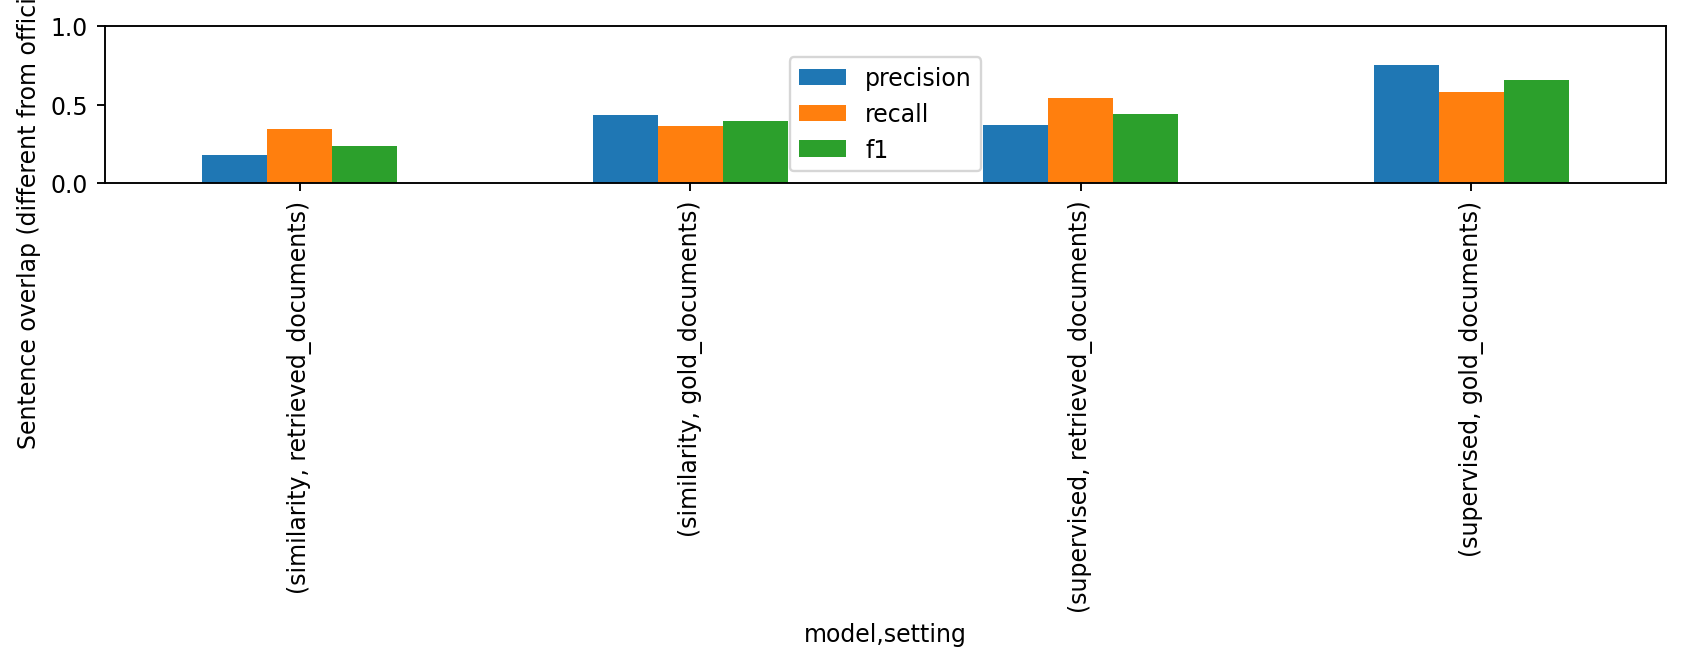 Sentence overlap (different from offici
1.0
0.5
0.0
precision
recall
f1
(similarity, retrieved_documents)
(similarity, gold_documents)
(supervised, retrieved_documents)
(supervised, gold_documents)
model,setting